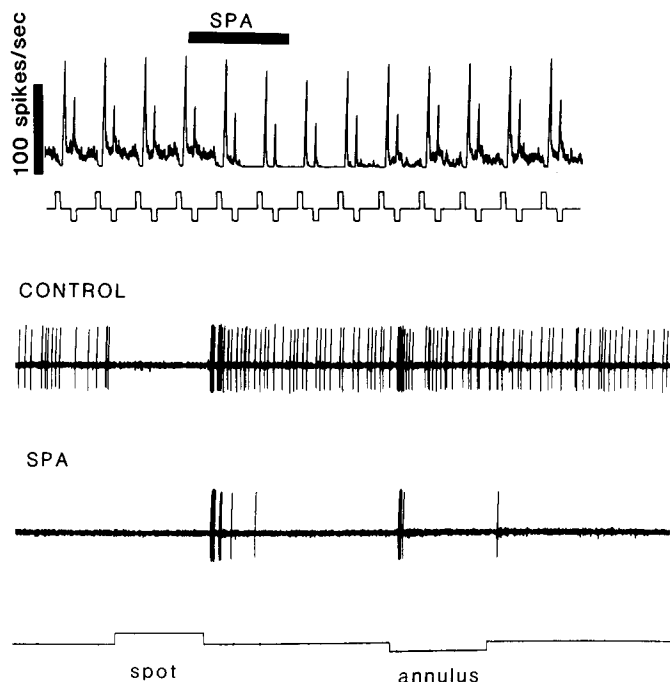 SPA
100 spikes/sec
CONTROL
SPA
spot
annulus